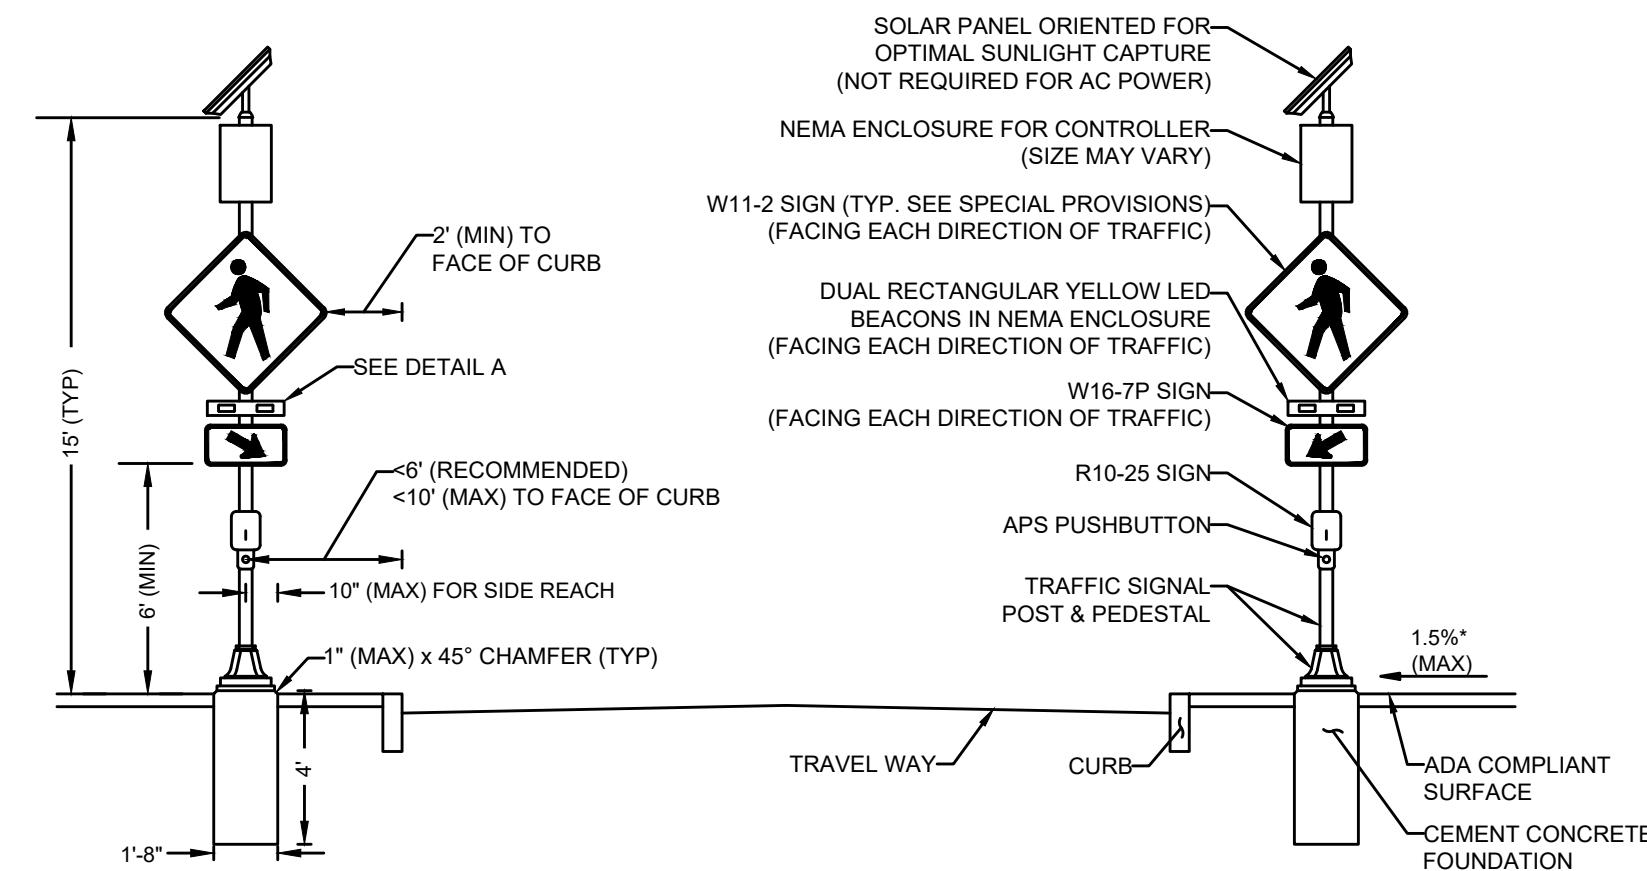 SOLAR PANEL ORIENTED FOR
OPTIMAL SUNLIGHT CAPTURE
(NOT REQUIRED FOR AC POWER)
NEMA ENCLOSURE FOR CONTROLLER
(SIZE MAY VARY)
W11-2 SIGN (TYP. SEE SPECIAL PROVISIONS)
(FACING EACH DIRECTION OF TRAFFIC)
2' (MIN) TO
FACE OF CURB
DUAL RECTANGULAR YELLOW LED
BEACONS IN NEMA ENCLOSURE
(FACING EACH DIRECTION OF TRAFFIC)
SEE DETAIL A
W16-7P SIGN
(FACING EACH DIRECTION OF TRAFFIC)
15' (TYP)
<6' (RECOMMENDED)
<10' (MAX) TO FACE OF CURB
R10-25 SIGN
APS PUSHBUTTON
6' (MIN)
10" (MAX) FOR SIDE REACH
TRAFFIC SIGNAL
POST & PEDESTAL
1" (MAX) x 45° CHAMFER (TYP)
1.5%*
(MAX)
4'
TRAVEL WAY
CURB
ADA COMPLIANT
SURFACE
1'-8"
CEMENT CONCRETE
FOUNDATION